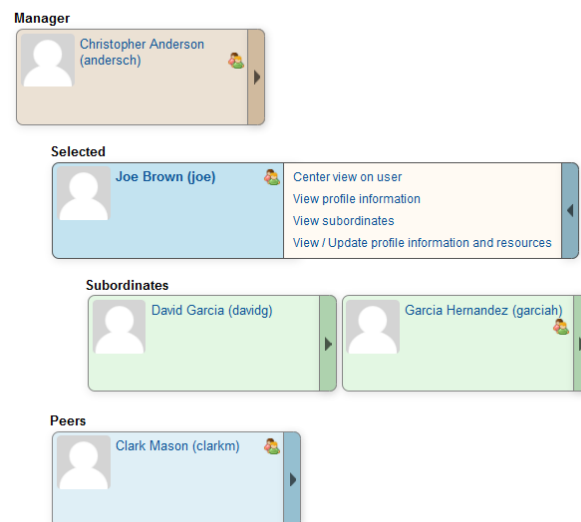 Manager
Christopher Anderson
(andersch)
Selected
Joe Brown (joe)
Center view on user
View profile information
View subordinates
View / Update profile information and resources
Subordinates
David Garcia (davidg)
Garcia Hernandez (garciah)
Peers
Clark Mason (clarkm)